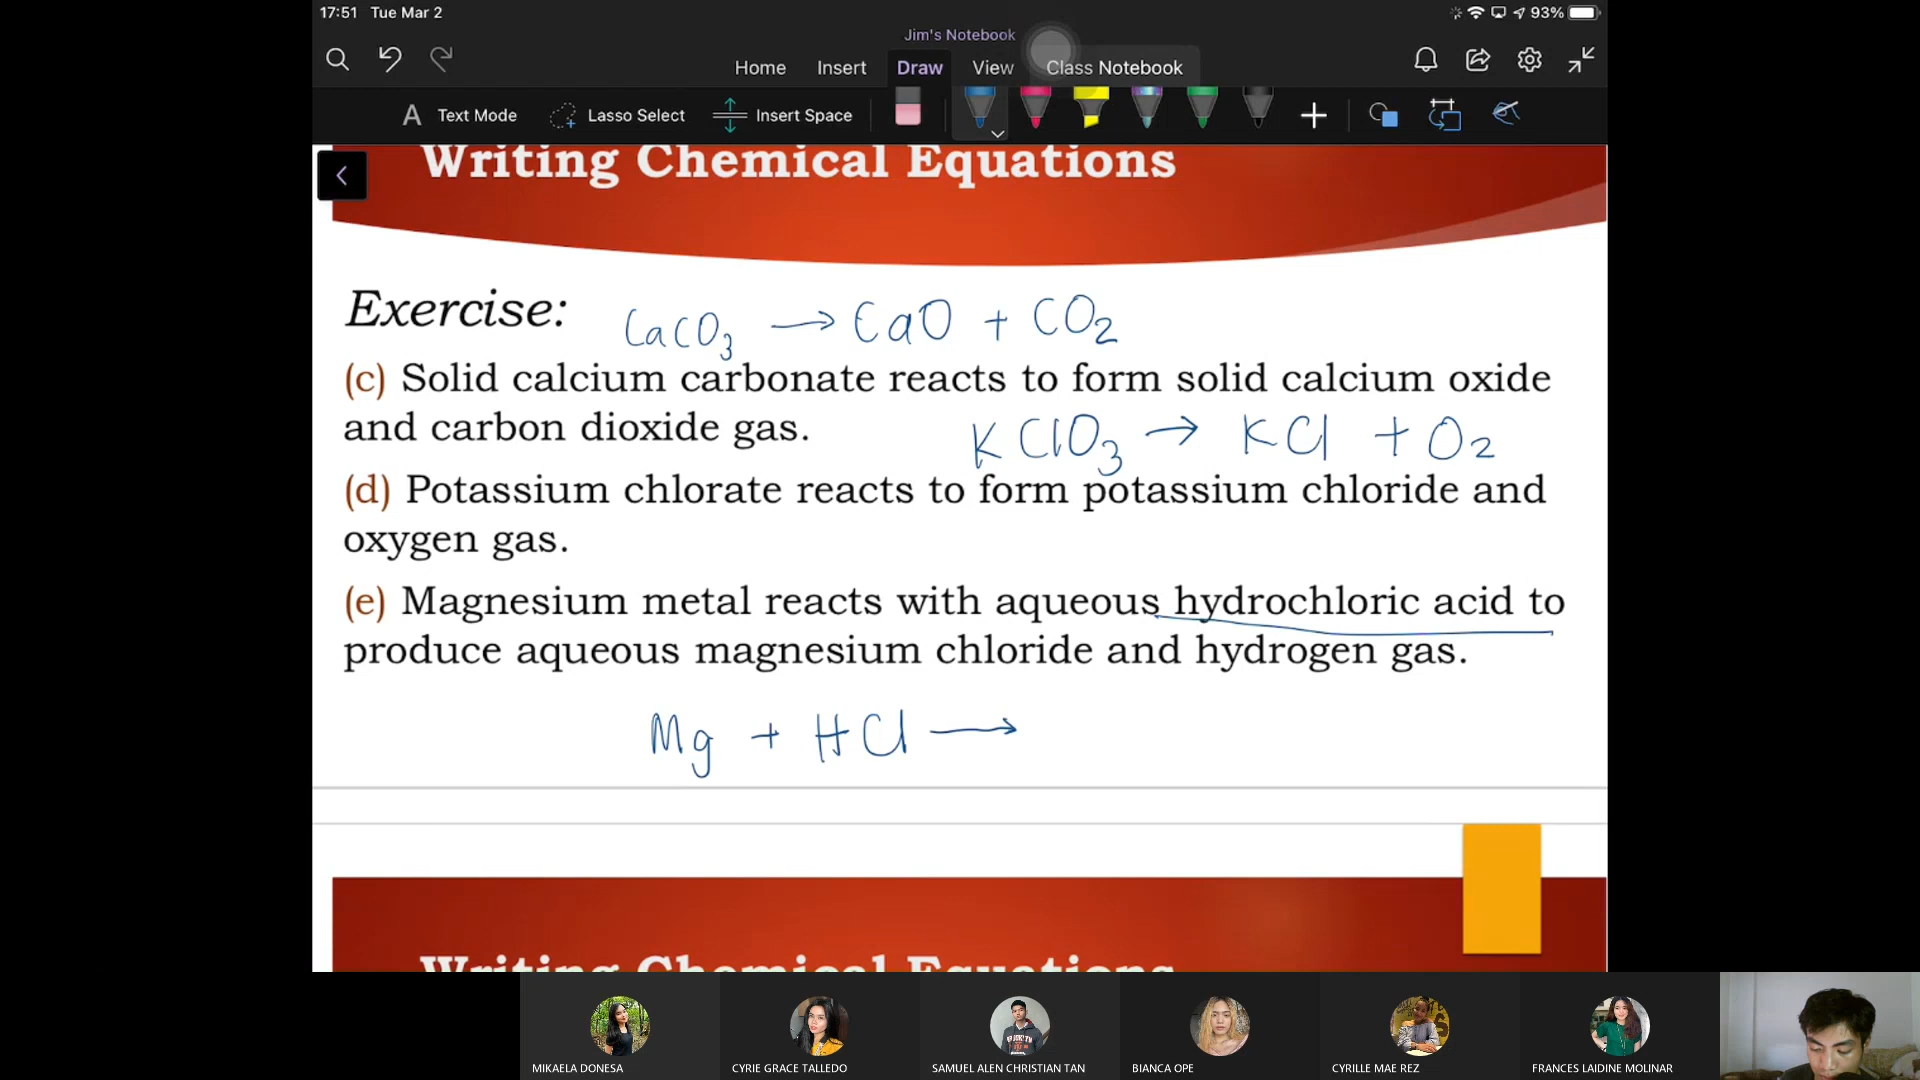 17:51 Tue Mar 2
93%
Jim's Notebook
Home Insert Draw View Class Notebook
A Text Mode Lasso Select Insert Space
Writing Chemical Equations
Exercise:
CaCO3 → CaO + CO2
(c) Solid calcium carbonate reacts to form solid calcium oxide
and carbon dioxide gas.
KClO3 → KCl + O2
(d) Potassium chlorate reacts to form potassium chloride and
oxygen gas.
(e) Magnesium metal reacts with aqueous hydrochloric acid to
produce aqueous magnesium chloride and hydrogen gas.
Mg + HCl →
Writing Chemical Equations
MIKAELA DONESA
CYRIE GRACE TALLEDO
SAMUEL ALEN CHRISTIAN TAN
BIANCA OPE
CYRILLE MAE REZ
FRANCES LAIDINE MOLINAR